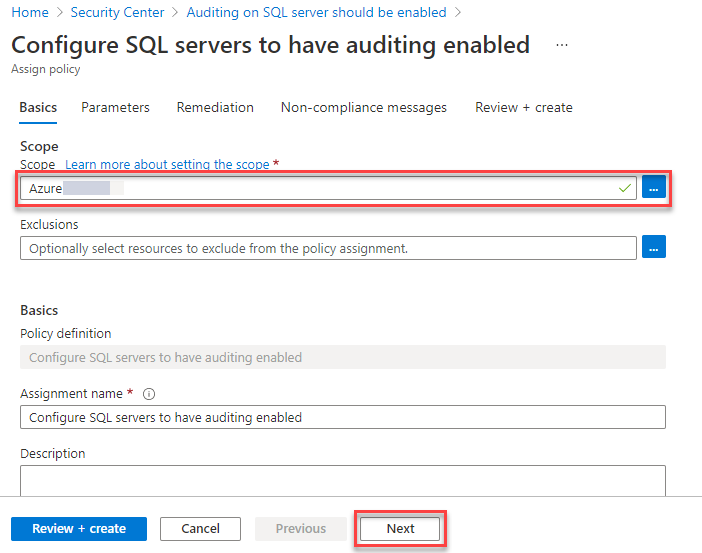 Home > Security Center > Auditing on SQL server should be enabled >
Configure SQL servers to have auditing enabled ...
Assign policy
Basics Parameters Remediation Non-compliance messages Review + create
Scope
Scope Learn more about setting the scope *
Azure ...
Exclusions
Optionally select resources to exclude from the policy assignment. ...
Basics
Policy definition
Configure SQL servers to have auditing enabled
Assignment name *
Configure SQL servers to have auditing enabled
Description
Review + create Cancel Previous Next